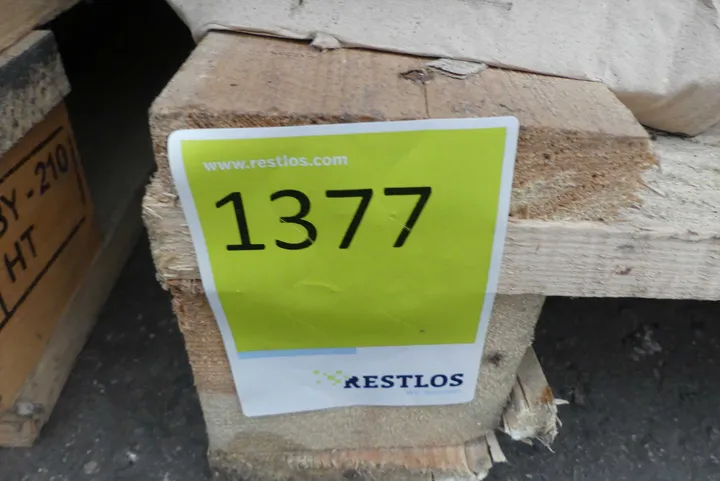 www.restlos.com
1377
RESTLOS
BY-210
HT